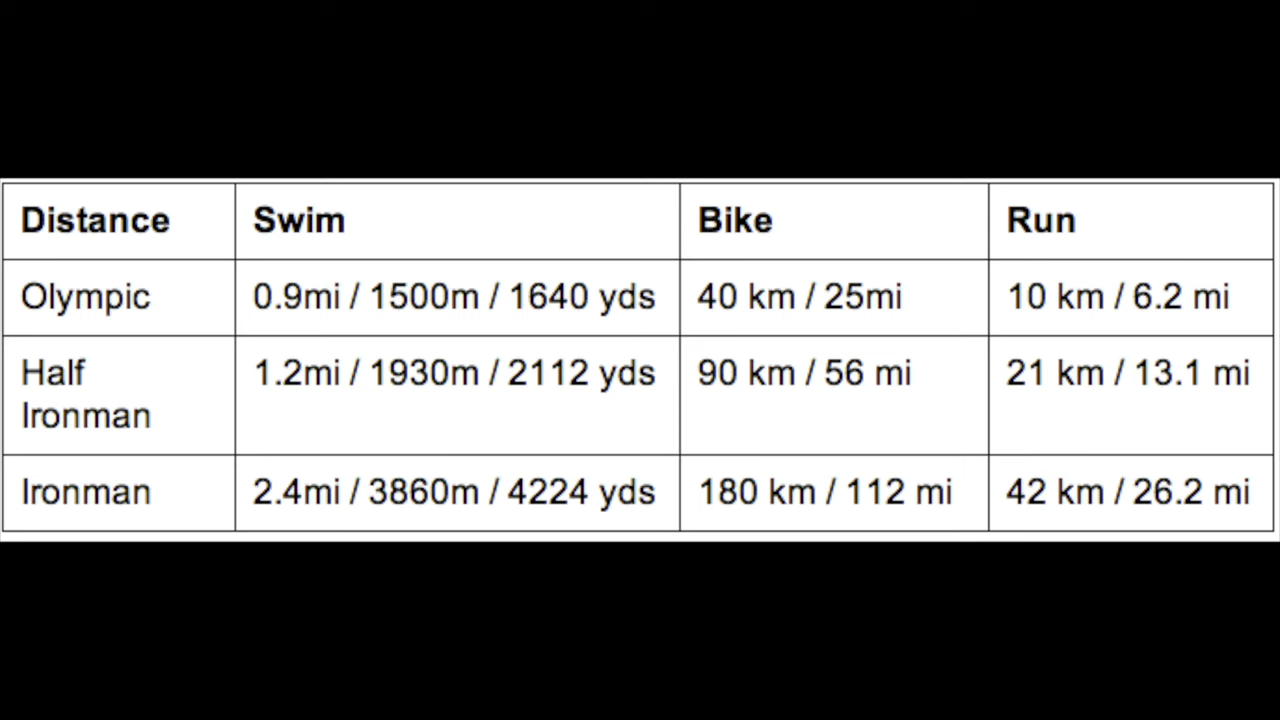 Distance Swim Bike Run
Olympic 0.9mi / 1500m / 1640 yds 40 km / 25mi 10 km / 6.2 mi
Half 1.2mi / 1930m / 2112 yds 90 km / 56 mi 21 km / 13.1 mi
Ironman
Ironman 2.4mi / 3860m / 4224 yds 180 km / 112 mi 42 km / 26.2 mi